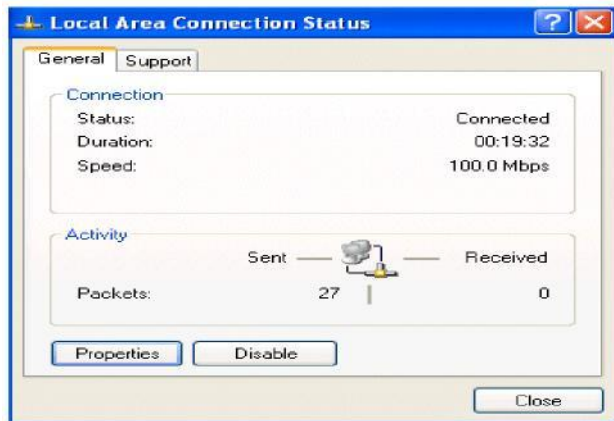 Local Area Connection Status
General Support
Connection
Status: Connected
Duration: 00:19:32
Speed: 100.0 Mbps
Activity
Sent Received
Packets: 27 0
Properties Disable
Close